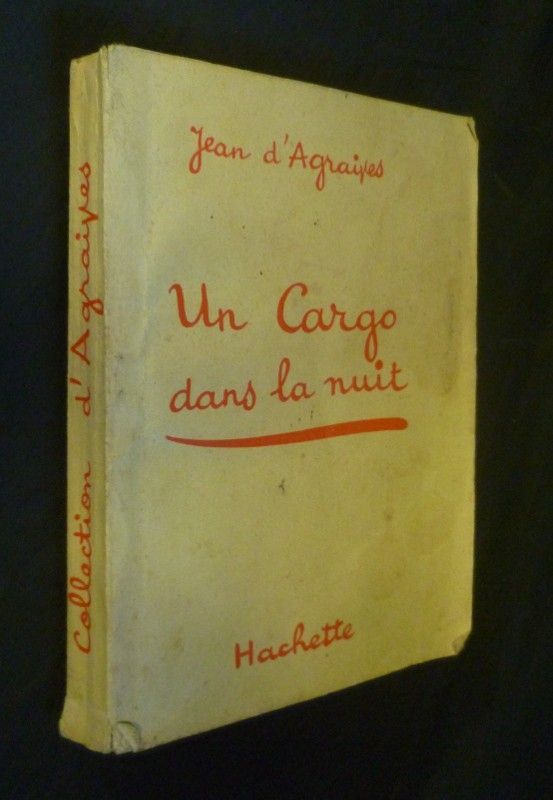 Jean d'Agraives
Un Cargo
dans la nuit
Hachette
Collection d'Agraives